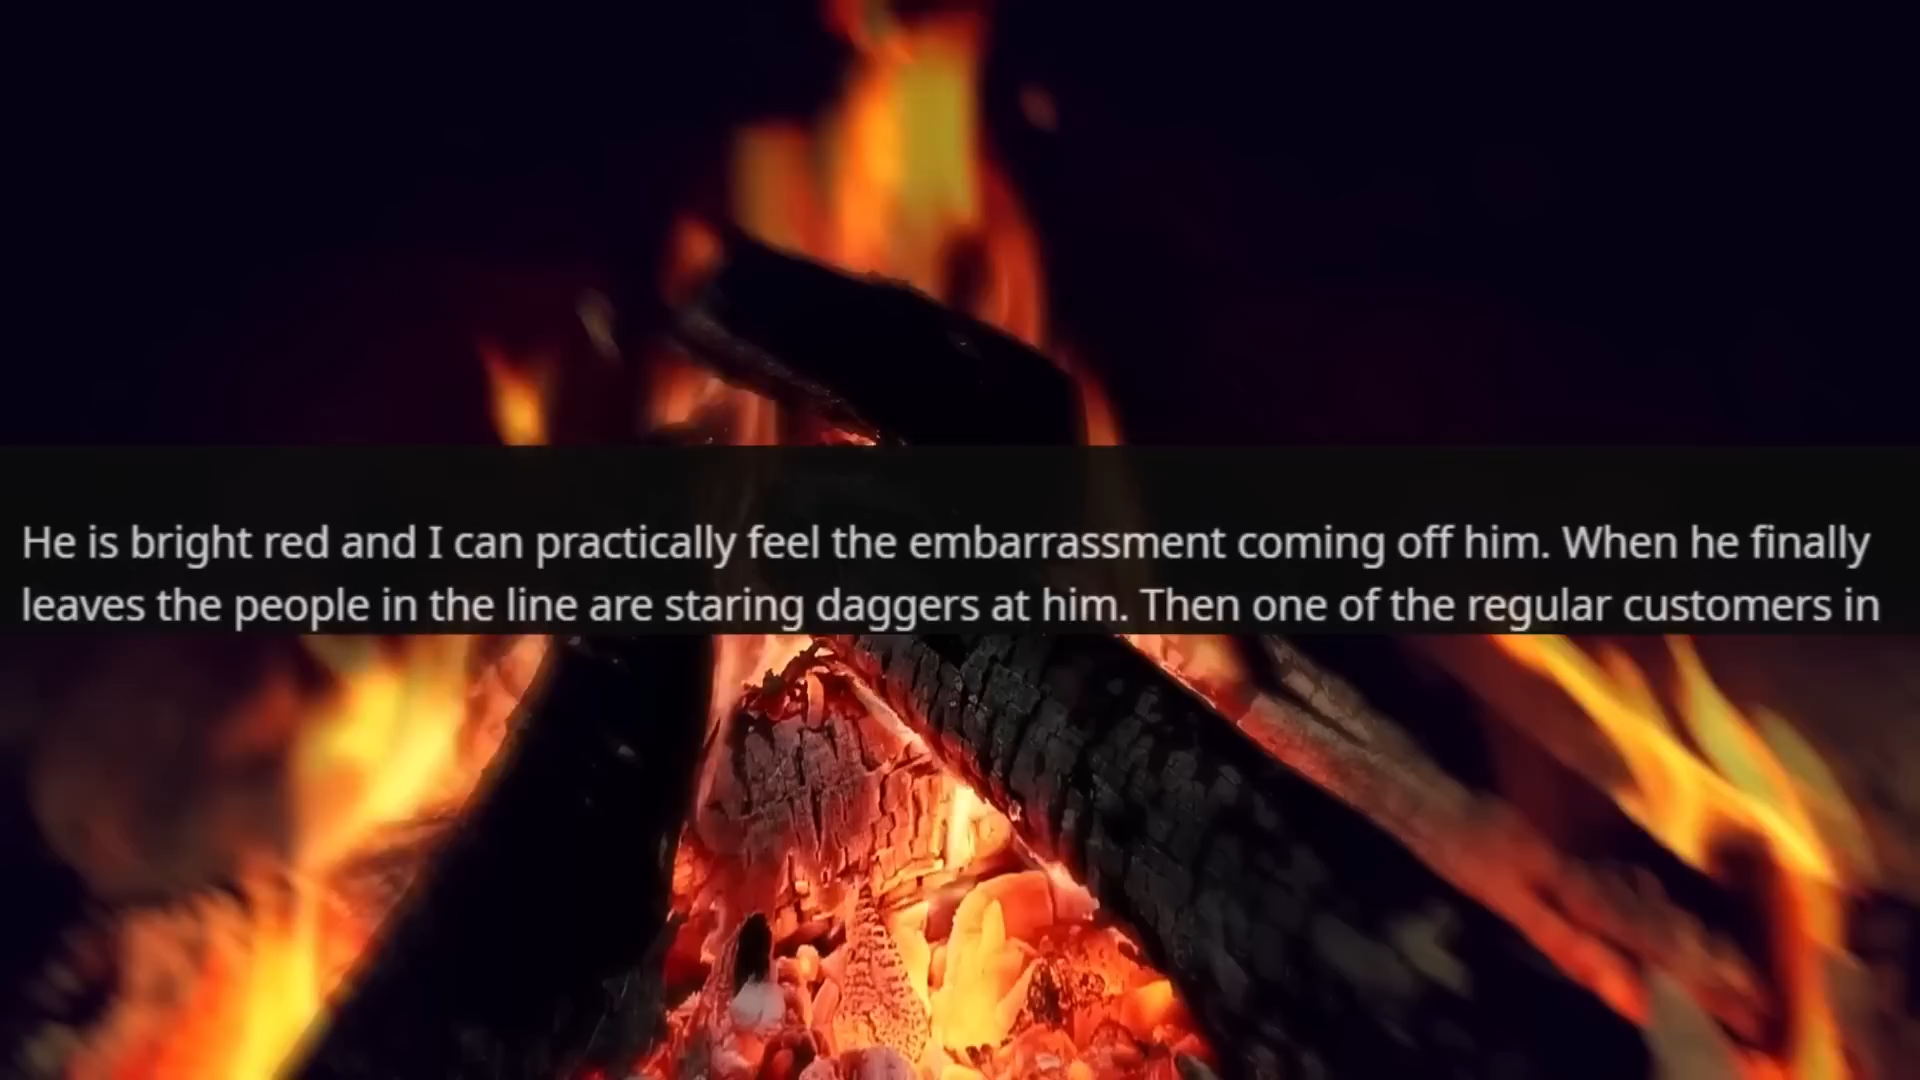 He is bright red and I can practically feel the embarrassment coming off him. When he finally
leaves the people in the line are staring daggers at him. Then one of the regular customers in